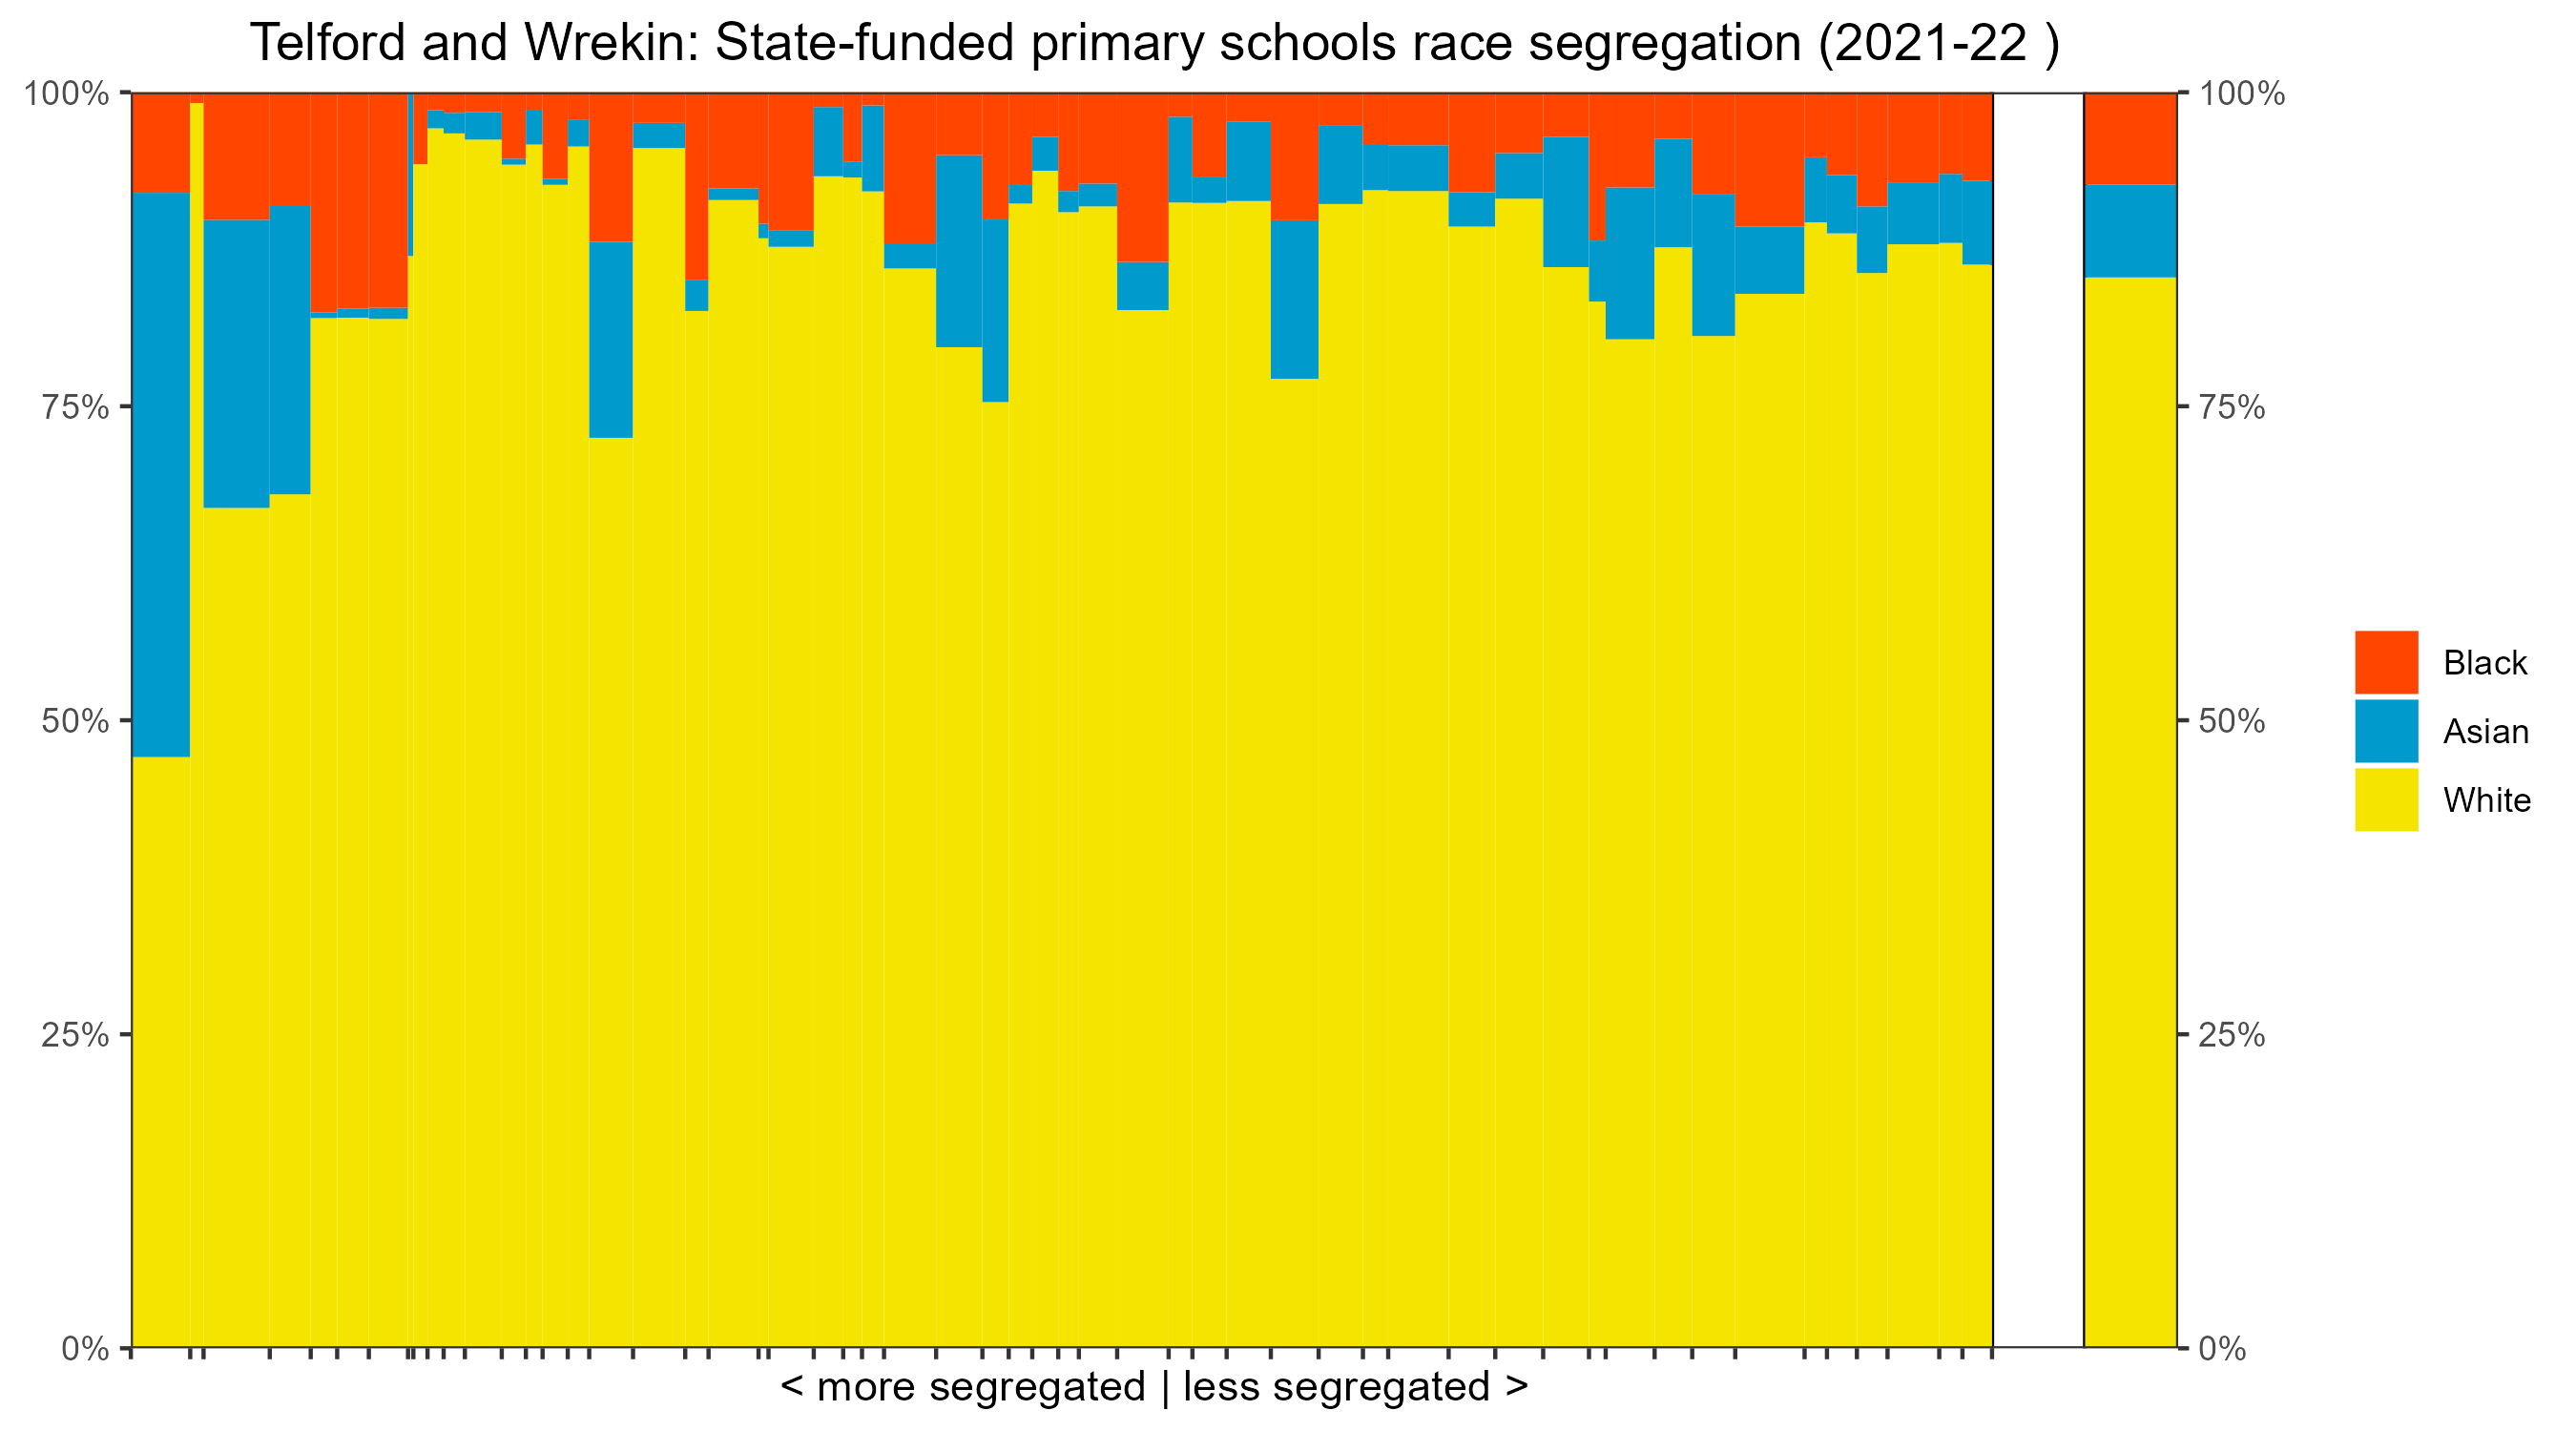 Telford and Wrekin: State-funded primary schools race segregation (2021-22 )
100%
75%
50%
25%
0%
100%
75%
50%
25%
0%
Black
Asian
White
< more segregated | less segregated >